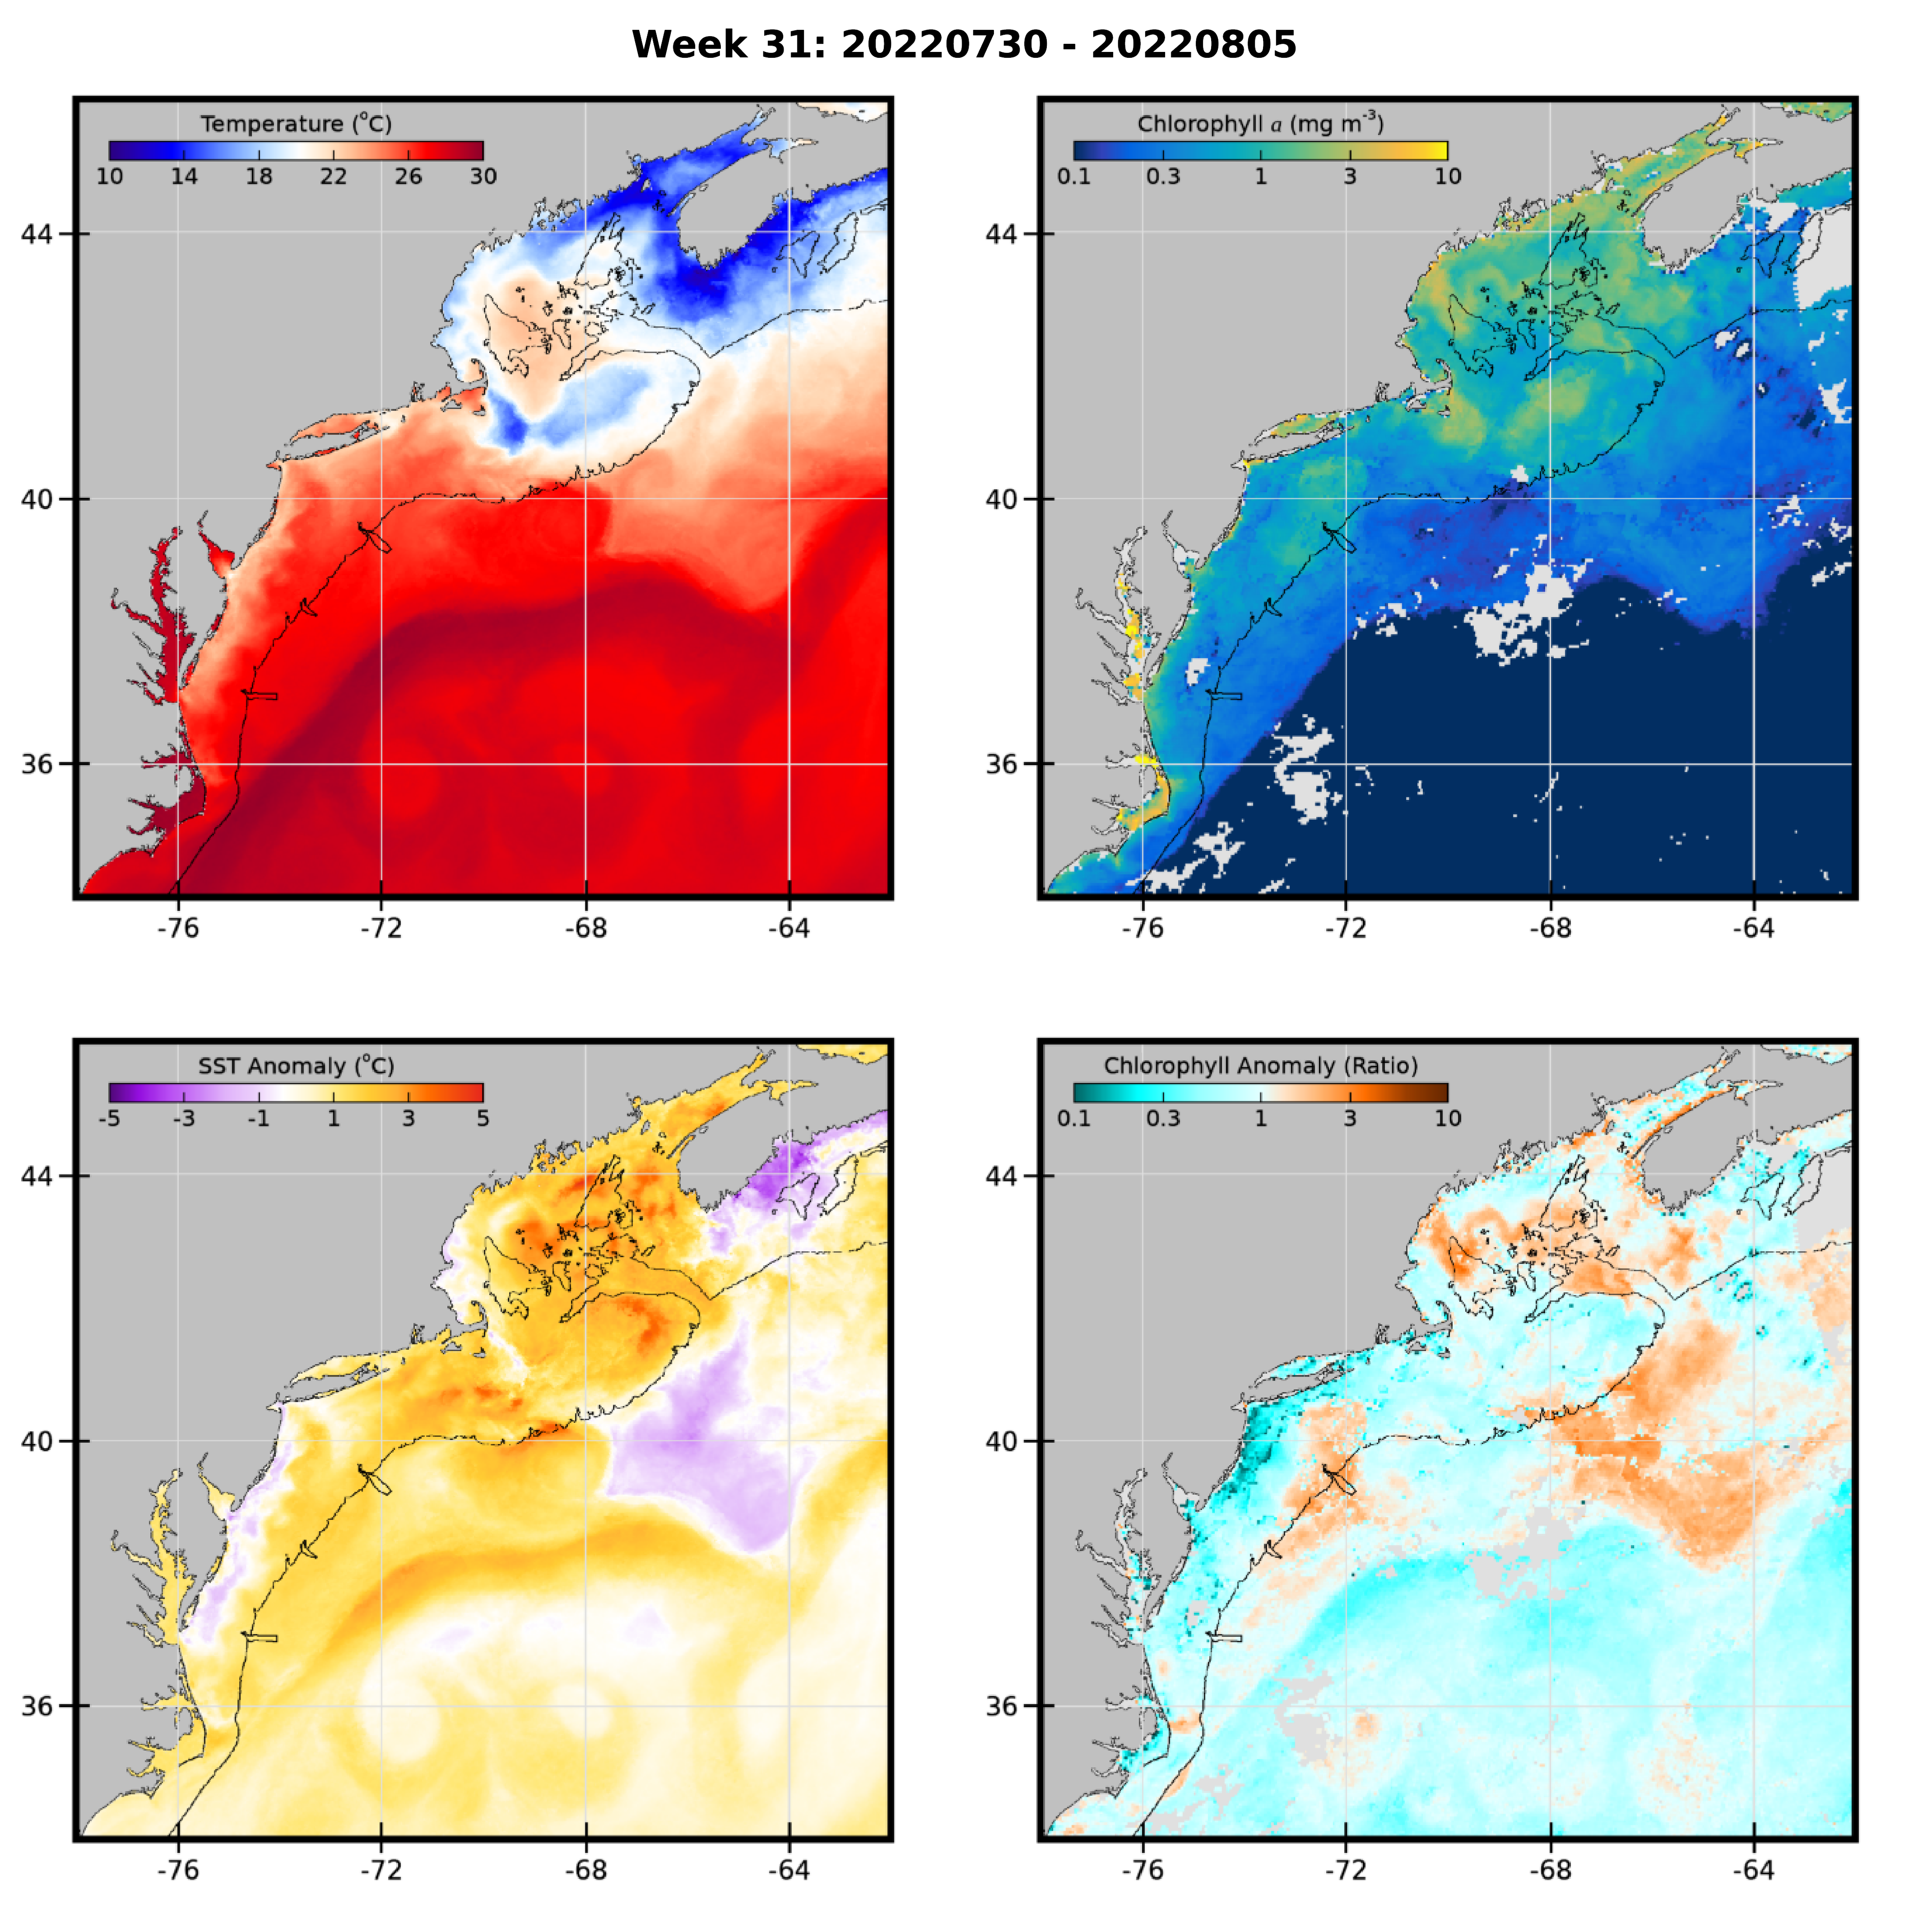 Week 31: 20220730 - 20220805
Temperature (°C)
10 14 18 22 26 30
44
40
36
-76 -72 -68 -64
Chlorophyll a (mg m⁻³)
0.1 0.3 1 3 10
44
40
36
-76 -72 -68 -64
SST Anomaly (°C)
-5 -3 -1 1 3 5
44
40
36
-76 -72 -68 -64
Chlorophyll Anomaly (Ratio)
0.1 0.3 1 3 10
44
40
36
-76 -72 -68 -64